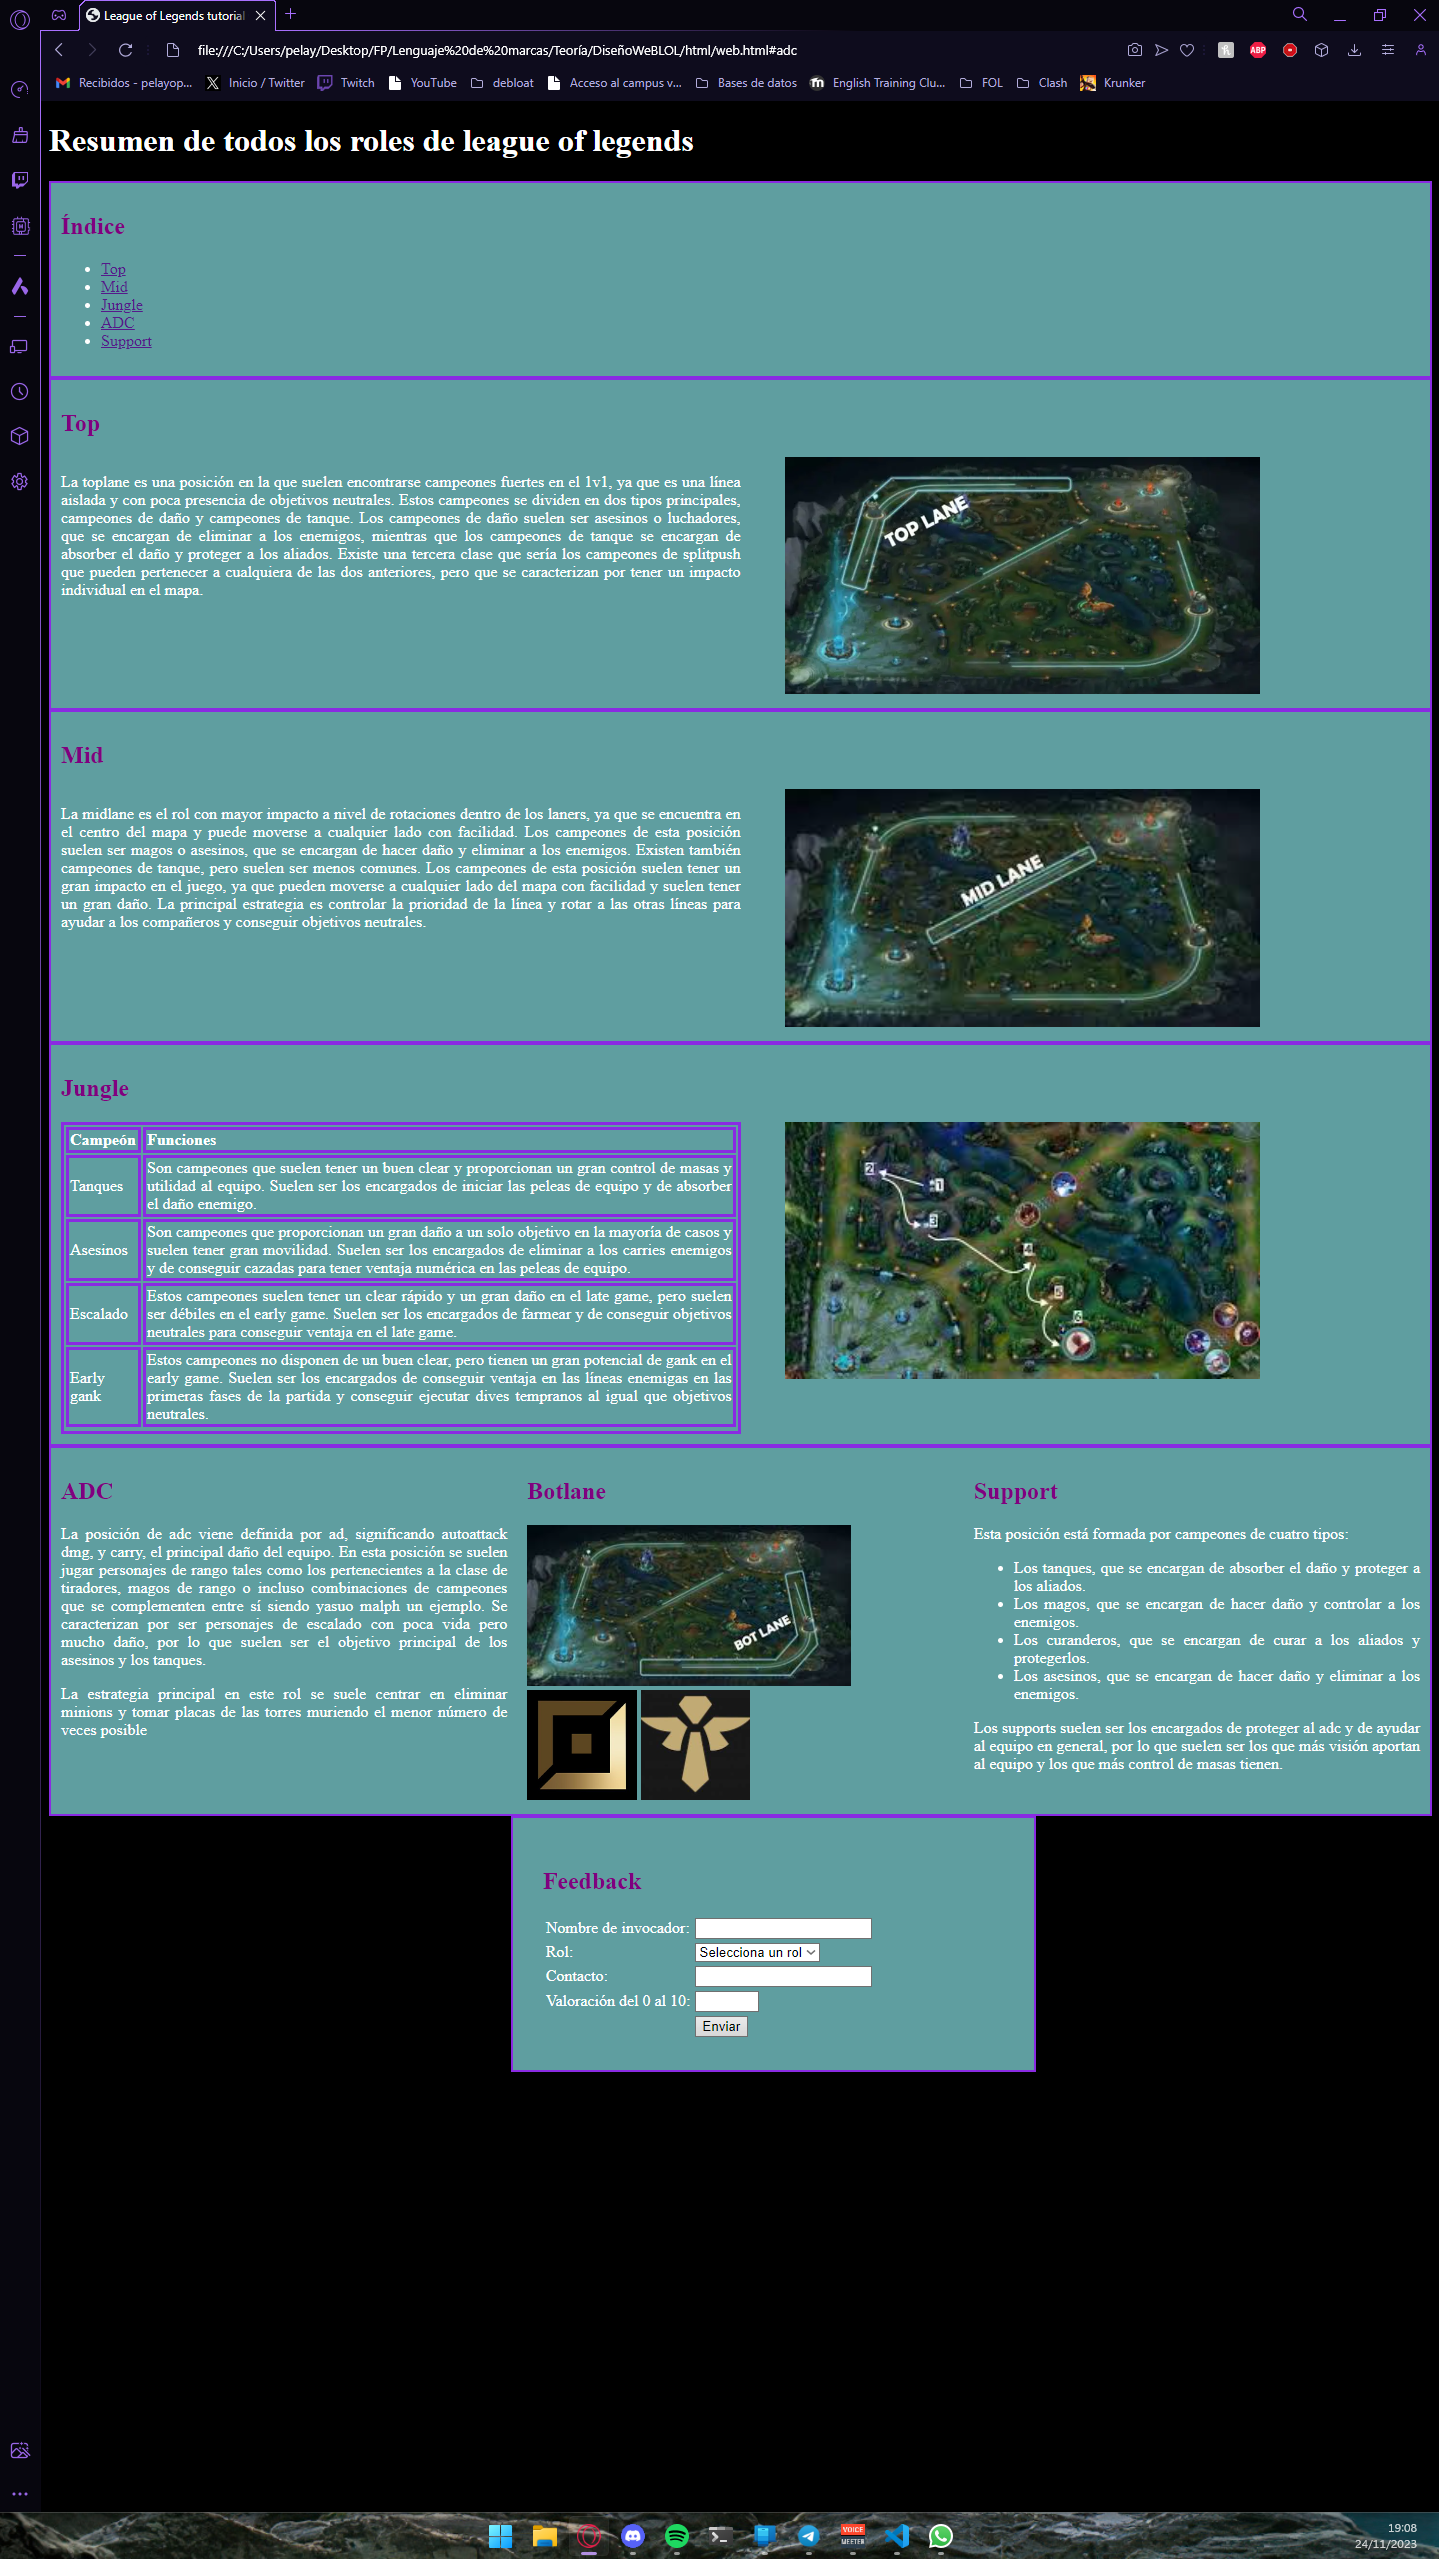 League of Legends tutorial
file:///C:/Users/pelay/Desktop/FP/Lenguaje%20de%20marcas/Teoría/DiseñoWeBLOL/html/web.html#adc
ABP
Recibidos - pelayop... Inicio / Twitter Twitch YouTube debloat Acceso al campus v... Bases de datos English Training Clu... FOL Clash Krunker
Resumen de todos los roles de league of legends
Índice
Top
Mid
Jungle
ADC
Support
Top
La toplane es una posición en la que suelen encontrarse campeones fuertes en el 1v1, ya que es una línea
aislada y con poca presencia de objetivos neutrales. Estos campeones se dividen en dos tipos principales,
campeones de daño y campeones de tanque. Los campeones de daño suelen ser asesinos o luchadores,
que se encargan de eliminar a los enemigos, mientras que los campeones de tanque se encargan de
absorber el daño y proteger a los aliados. Existe una tercera clase que sería los campeones de splitpush
que pueden pertenecer a cualquiera de las dos anteriores, pero que se caracterizan por tener un impacto
individual en el mapa.
TOP LANE
Mid
La midlane es el rol con mayor impacto a nivel de rotaciones dentro de los laners, ya que se encuentra en
el centro del mapa y puede moverse a cualquier lado con facilidad. Los campeones de esta posición
suelen ser magos o asesinos, que se encargan de hacer daño y eliminar a los enemigos. Existen también
campeones de tanque, pero suelen ser menos comunes. Los campeones de esta posición suelen tener un
gran impacto en el juego, ya que pueden moverse a cualquier lado del mapa con facilidad y suelen tener
un gran daño. La principal estrategia es controlar la prioridad de la línea y rotar a las otras líneas para
ayudar a los compañeros y conseguir objetivos neutrales.
MID LANE
Jungle
Campeón Funciones
Tanques
Son campeones que suelen tener un buen clear y proporcionan un gran control de masas y
utilidad al equipo. Suelen ser los encargados de iniciar las peleas de equipo y de absorber
el daño enemigo.
Asesinos
Son campeones que proporcionan un gran daño a un solo objetivo en la mayoría de casos y
suelen tener gran movilidad. Suelen ser los encargados de eliminar a los carries enemigos
y de conseguir cazadas para tener ventaja numérica en las peleas de equipo.
Escalado
Estos campeones suelen tener un clear rápido y un gran daño en el late game, pero suelen
ser débiles en el early game. Suelen ser los encargados de farmear y de conseguir objetivos
neutrales para conseguir ventaja en el late game.
Early
gank
Estos campeones no disponen de un buen clear, pero tienen un gran potencial de gank en el
early game. Suelen ser los encargados de conseguir ventaja en las líneas enemigas en las
primeras fases de la partida y conseguir ejecutar dives tempranos al igual que objetivos
neutrales.
2
1
3
4
5
6
ADC
La posición de adc viene definida por ad, significando autoattack
dmg, y carry, el principal daño del equipo. En esta posición se suelen
jugar personajes de rango tales como los pertenecientes a la clase de
tiradores, magos de rango o incluso combinaciones de campeones
que se complementen entre sí siendo yasuo malph un ejemplo. Se
caracterizan por ser personajes de escalado con poca vida pero
mucho daño, por lo que suelen ser el objetivo principal de los
asesinos y los tanques.
La estrategia principal en este rol se suele centrar en eliminar
minions y tomar placas de las torres muriendo el menor número de
veces posible
Botlane
BOT LANE
Support
Esta posición está formada por campeones de cuatro tipos:
Los tanques, que se encargan de absorber el daño y proteger a
los aliados.
Los magos, que se encargan de hacer daño y controlar a los
enemigos.
Los curanderos, que se encargan de curar a los aliados y
protegerlos.
Los asesinos, que se encargan de hacer daño y eliminar a los
enemigos.
Los supports suelen ser los encargados de proteger al adc y de ayudar
al equipo en general, por lo que suelen ser los que más visión aportan
al equipo y los que más control de masas tienen.
Feedback
Nombre de invocador:
Rol: Selecciona un rol
Contacto:
Valoración del 0 al 10:
Enviar
VOICE
MEETER
19:08
24/11/2023